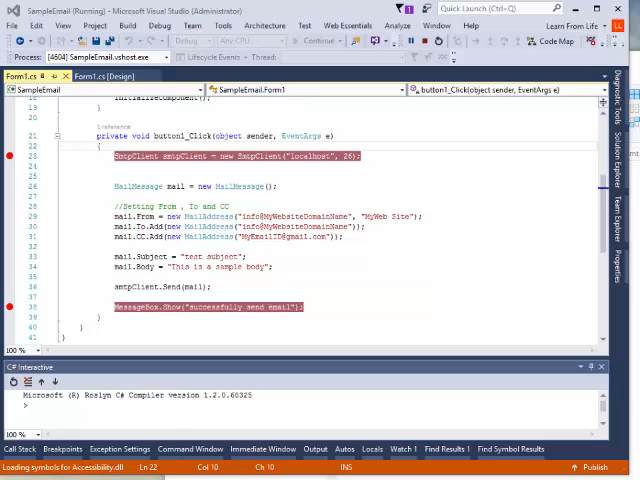 SampleEmail (Running) - Microsoft Visual Studio (Administrator)
Quick Launch (Ctrl+Q)
File Edit View Project Build Debug Team Tools Architecture Test Web Essentials Analyze Window Learn From Life LL
Help
Debug Any CPU Continue Code Map
Process: [4604] SampleEmail.vshost.exe Lifecycle Events Thread:
Form1.cs Form1.cs [Design]
SampleEmail SampleEmail.Form1 button1_Click(object sender, EventArgs e)
18 InitializeComponent();
19 }
20
1 reference
21 private void button1_Click(object sender, EventArgs e)
22 {
23 SmtpClient smtpClient = new SmtpClient("localhost", 26);
24
25
26 MailMessage mail = new MailMessage();
27
28 //Setting From , To and CC
29 mail.From = new MailAddress("info@MyWebsiteDomainName", "MyWeb Site");
30 mail.To.Add(new MailAddress("info@MyWebsiteDomainName"));
31 mail.CC.Add(new MailAddress("MyEmailID@gmail.com"));
32
33 mail.Subject = "test subject";
34 mail.Body = "This is a sample body";
35
36 smtpClient.Send(mail);
37
38 MessageBox.Show("successfully send email");
39 }
40 }
41 }
100 %
Diagnostic Tools
Solution Explorer
Team Explorer
Properties
C# Interactive
Microsoft (R) Roslyn C# Compiler version 1.2.0.60325
>
100 %
Call Stack Breakpoints Exception Settings Command Window Immediate Window Output Autos Locals Watch 1 Find Results 1 Find Symbol Results
Loading symbols for Accessibility.dll Ln 22 Col 10 Ch 10 INS Publish